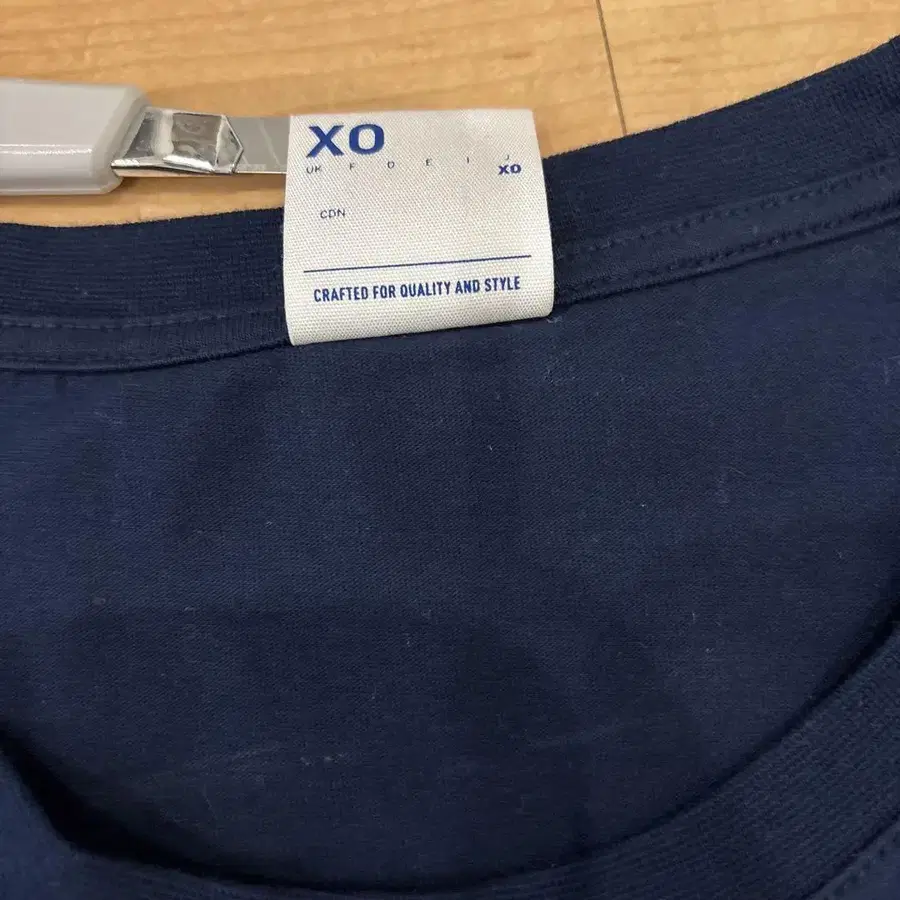 XO
UK F D E I J
XO
CDN
CRAFTED FOR QUALITY AND STYLE